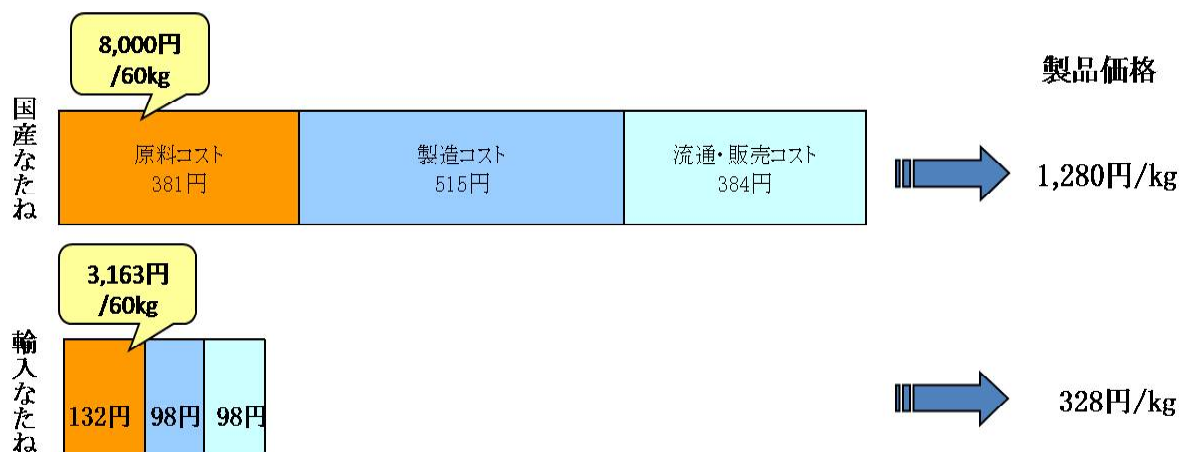 8,000円
/60kg
製品価格
国産なたね
原料コスト
381円
製造コスト
515円
流通・販売コスト
384円
1,280円/kg
3,163円
/60kg
輸入なたね
132円
98円
98円
328円/kg